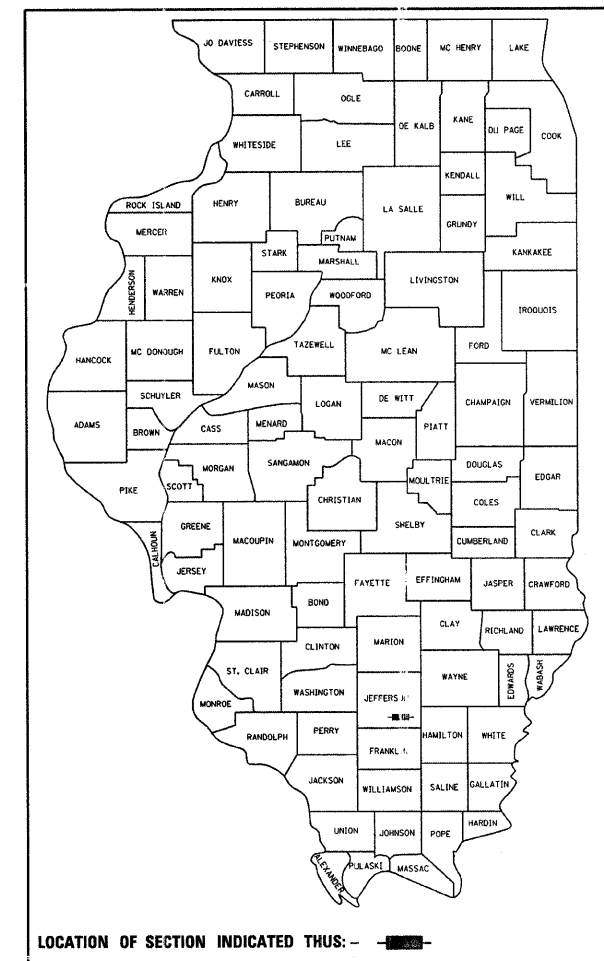 JO DAVIESS STEPHENSON WINNEBAGO BOONE MC HENRY LAKE
CARROLL OGLE DE KALB KANE DU PAGE COOK
WHITESIDE LEE
KENDALL WILL
ROCK ISLAND HENRY BUREAU LA SALLE GRUNDY
MERCER PUTNAM
STARK MARSHALL KANKAKEE
HENDERSON WARREN KNOX PEORIA WOODFORD LIVINGSTON IROQUOIS
HANCOCK MC DONOUGH FULTON TAZEWELL MC LEAN FORD
SCHUYLER MASON LOGAN DE WITT CHAMPAIGN VERMILION
ADAMS BROWN CASS MENARD MACON PIATT
MORGAN SANGAMON DOUGLAS EDGAR
PIKE SCOTT CHRISTIAN MOULTRIE COLES
GREENE MACOUPIN MONTGOMERY SHELBY CUMBERLAND CLARK
CALHOUN JERSEY FAYETTE EFFINGHAM JASPER CRAWFORD
MADISON BOND CLAY RICHLAND LAWRENCE
CLINTON MARION
ST. CLAIR WAYNE EDWARDS WABASH
WASHINGTON JEFFERS
MONROE
RANDOLPH PERRY HAMILTON WHITE
FRANKL
JACKSON WILLIAMSON SALINE GALLATIN
HARDIN
UNION JOHNSON POPE
ALEXANDER PULASKI MASSAC
LOCATION OF SECTION INDICATED THUS: -